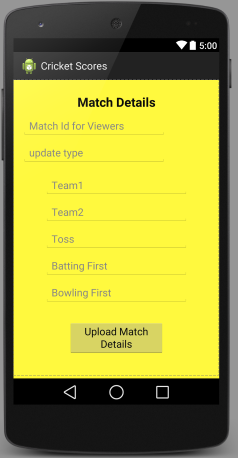 5:00
Cricket Scores
Match Details
Match Id for Viewers
update type
Team1
Team2
Toss
Batting First
Bowling First
Upload Match
Details